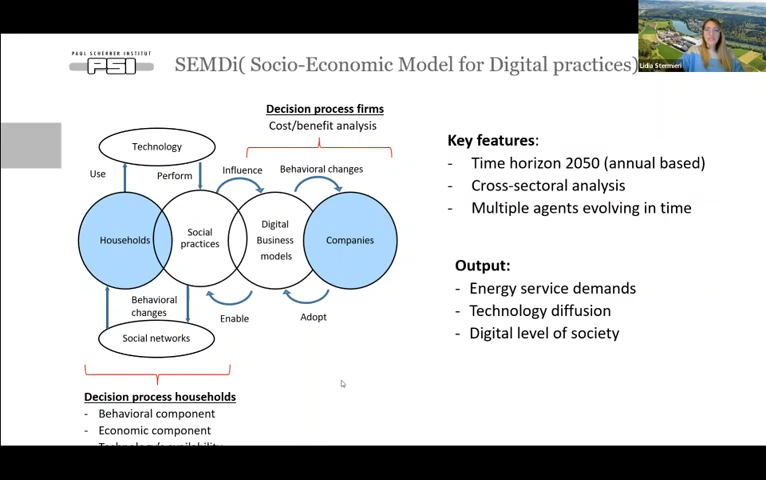 PAUL SCHERRER INSTITUT
PSI
SEMDi( Socio-Economic Model for Digital practices)
Lidia Stermieri
Decision process firms
Cost/benefit analysis
Technology
Use
Perform
Influence
Behavioral changes
Households
Social
practices
Digital
Business
models
Companies
Behavioral
changes
Enable
Adopt
Social networks
Decision process households
- Behavioral component
- Economic component
- Technology's availability
Key features:
- Time horizon 2050 (annual based)
- Cross-sectoral analysis
- Multiple agents evolving in time
Output:
- Energy service demands
- Technology diffusion
- Digital level of society